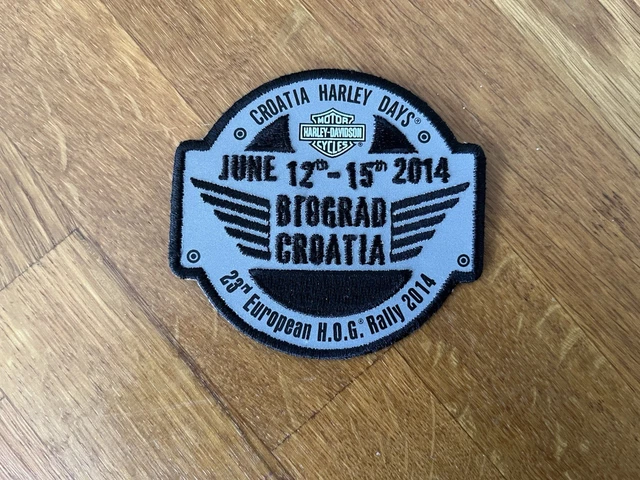 CROATIA HARLEY DAYS®
MOTOR
HARLEY-DAVIDSON
CYCLES®
JUNE 12th - 15th 2014
BIOGRAD
CROATIA
23rd European H.O.G.® Rally 2014